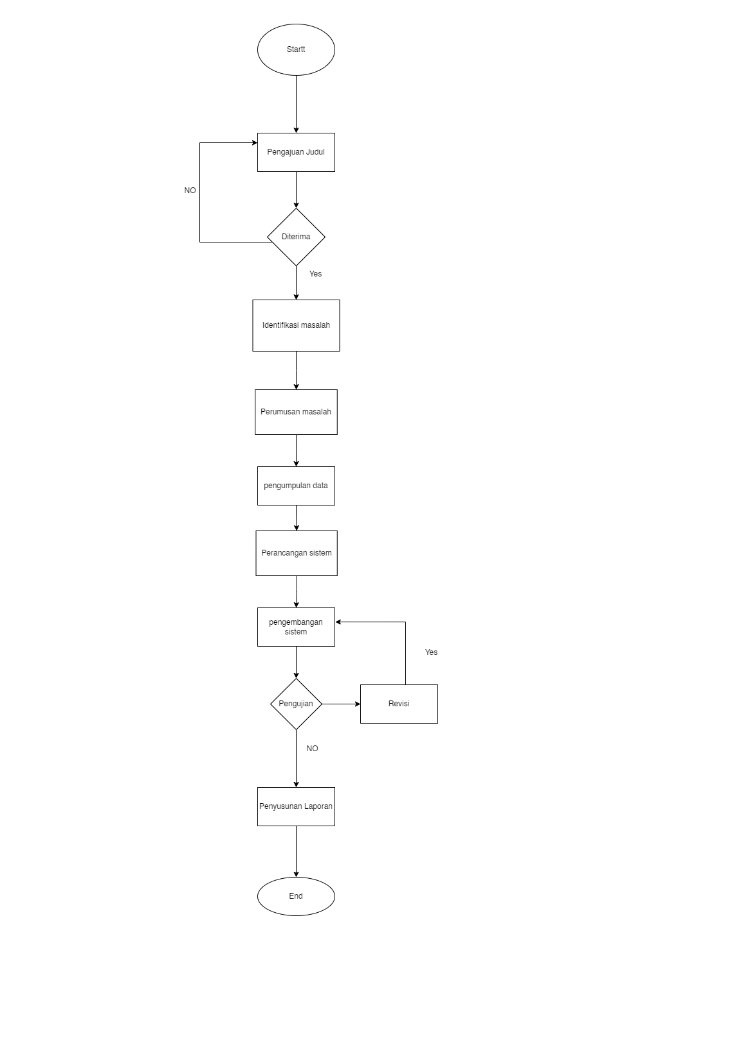 Startt
Pengajuan Judul
NO
Diterima
Yes
Identifikasi masalah
Perumusan masalah
pengumpulan data
Perancangan sistem
pengembangan
sistem
Yes
Pengujian
Revisi
NO
Penyusunan Laporan
End